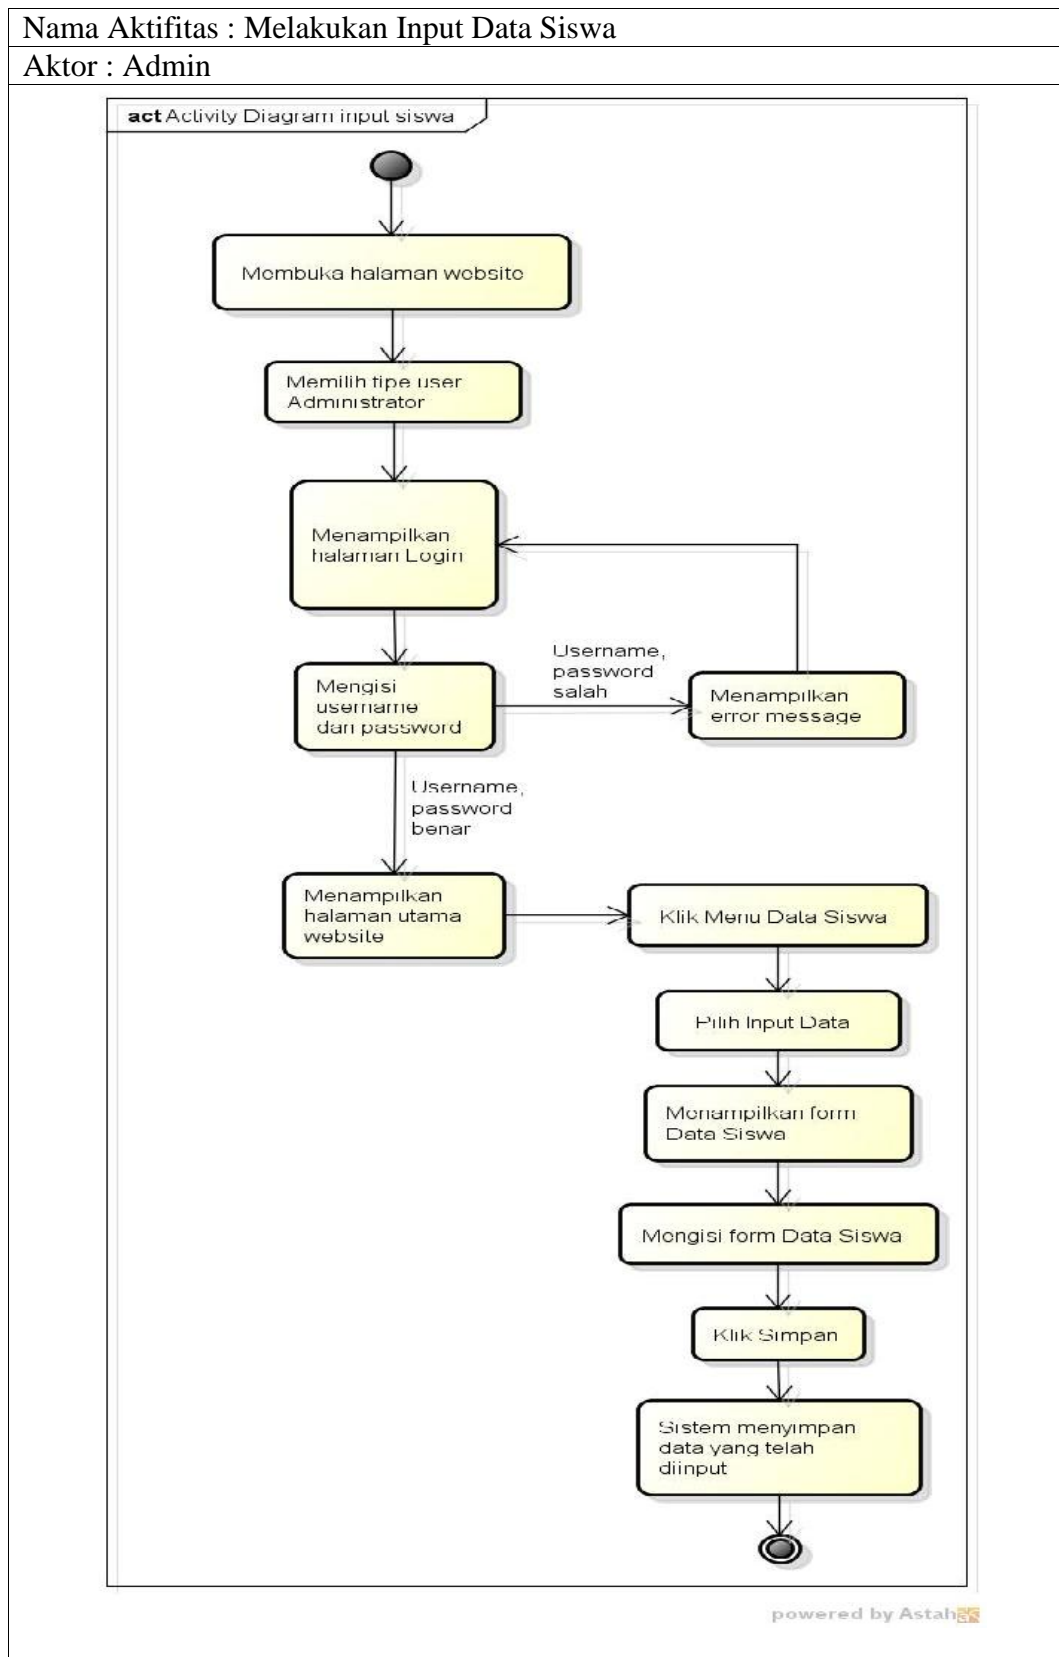 Nama Aktifitas : Melakukan Input Data Siswa
Aktor : Admin
act Activity Diagram input siswa
Membuka halaman website
Memilih tipe user
Administrator
Menampilkan
halaman Login
Username,
password
salah
Mengisi
username
dan password
Menampilkan
error message
Username,
password
benar
Menampilkan
halaman utama
website
Klik Menu Data Siswa
Pilih Input Data
Menampilkan form
Data Siswa
Mengisi form Data Siswa
Klik Simpan
Sistem menyimpan
data yang telah
diinput
powered by Astah